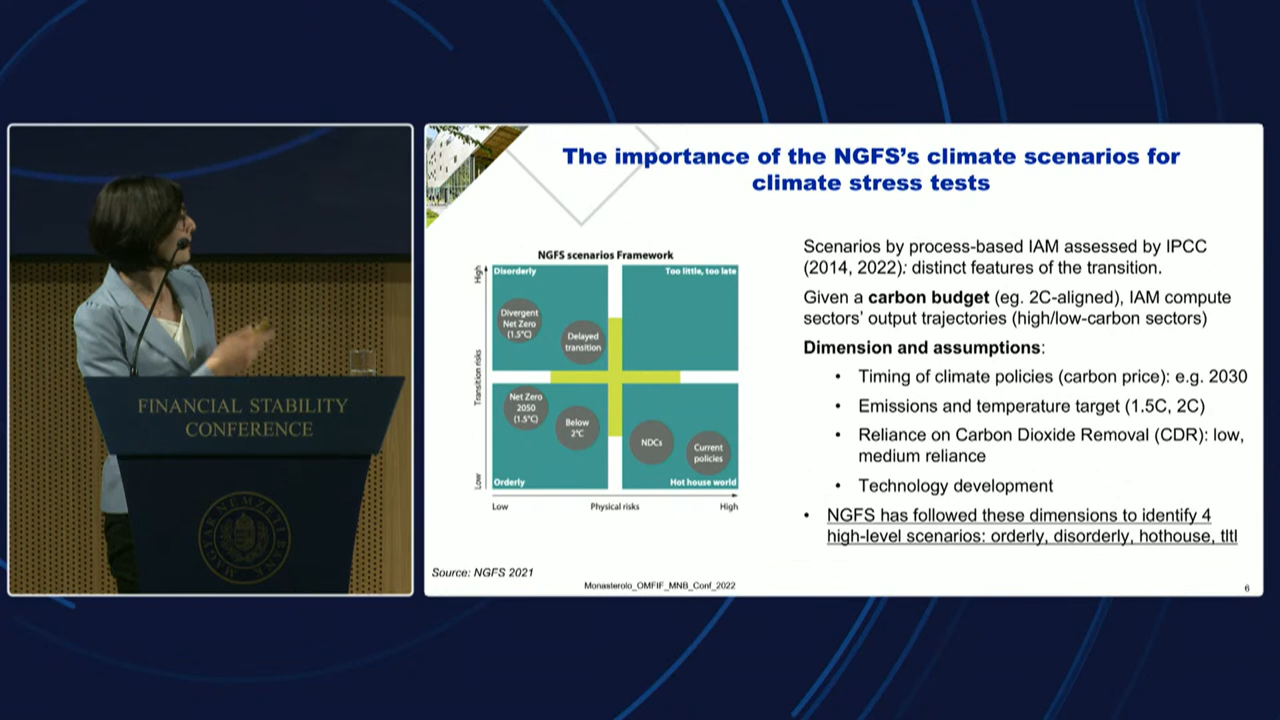 The importance of the NGFS's climate scenarios for
climate stress tests
NGFS scenarios Framework
High
Transition risks
Low
Disorderly
Too little, too late
Divergent
Net Zero
(1.5°C)
Delayed
transition
Net Zero
2050
(1.5°C)
Below
2°C
NDCs
Current
policies
Orderly
Hot house world
Low
Physical risks
High
Scenarios by process-based IAM assessed by IPCC
(2014, 2022): distinct features of the transition.
Given a carbon budget (eg. 2C-aligned), IAM compute
sectors' output trajectories (high/low-carbon sectors)
Dimension and assumptions:
• Timing of climate policies (carbon price): e.g. 2030
• Emissions and temperature target (1.5C, 2C)
• Reliance on Carbon Dioxide Removal (CDR): low,
medium reliance
• Technology development
• NGFS has followed these dimensions to identify 4
high-level scenarios: orderly, disorderly, hothouse, tltl
Source: NGFS 2021
Monasterolo_OMFIF_MNB_Conf_2022
6
FINANCIAL STABILITY
CONFERENCE
MAGYAR NEMZETI BANK